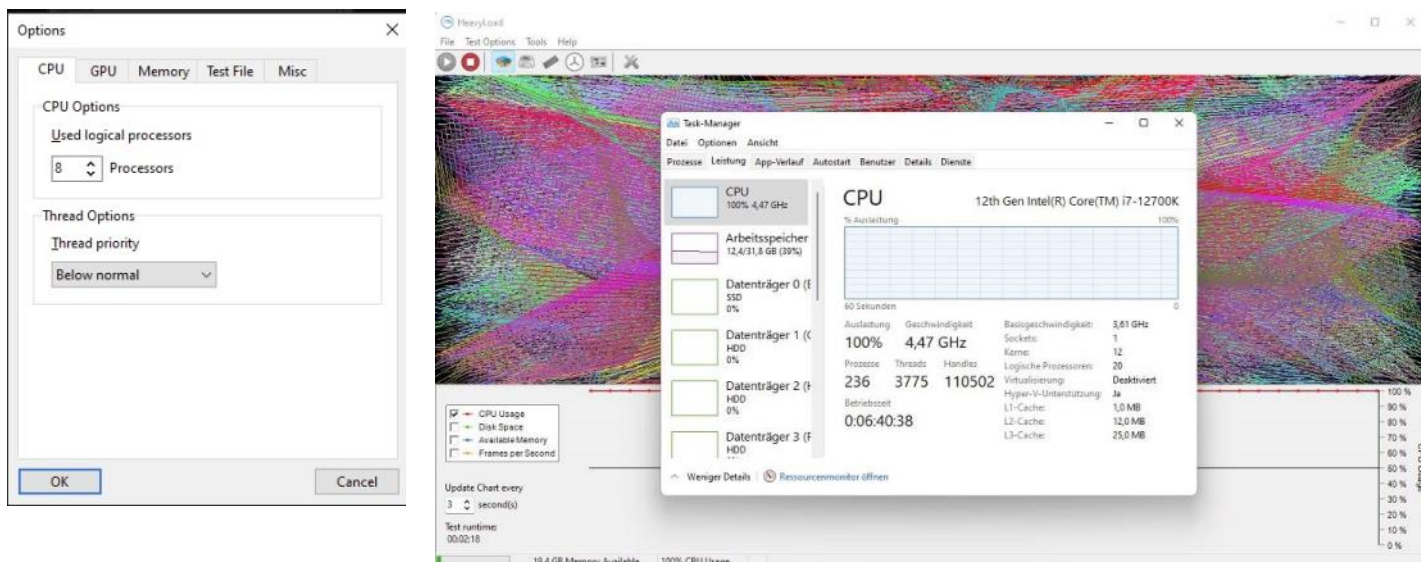 Options
CPU GPU Memory Test File Misc
CPU Options
Used logical processors
8 Processors
Thread Options
Thread priority
Below normal
OK Cancel
HeavyLoad
File Test Options Tools Help
Task-Manager
Datei Optionen Ansicht
Prozesse Leistung App-Verlauf Autostart Benutzer Details Dienste
CPU
100% 4,47 GHz
Arbeitsspeicher
12,4/31,8 GB (39%)
Datenträger 0 (E
SSD
0%
Datenträger 1 (C
HDD
0%
Datenträger 2 (H
HDD
0%
Datenträger 3 (F
HDD
CPU 12th Gen Intel(R) Core(TM) i7-12700K
% Auslastung 100%
60 Sekunden 0
Auslastung Geschwindigkeit
100% 4,47 GHz
Prozesse Threads Handles
236 3775 110502
Betriebszeit
0:06:40:38
Basisgeschwindigkeit: 3,61 GHz
Sockets: 1
Kerne: 12
Logische Prozessoren: 20
Virtualisierung: Deaktiviert
Hyper-V-Unterstützung: Ja
L1-Cache: 1,0 MB
L2-Cache: 12,0 MB
L3-Cache: 25,0 MB
Weniger Details Ressourcenmonitor öffnen
CPU Usage
Disk Space
Available Memory
Frames per Second
Update Chart every
3 second(s)
Test runtime:
00:02:18
100 %
90 %
80 %
70 %
60 %
50 %
40 %
30 %
20 %
10 %
0 %
19,4 GB Memory Available 100% CPU Usage